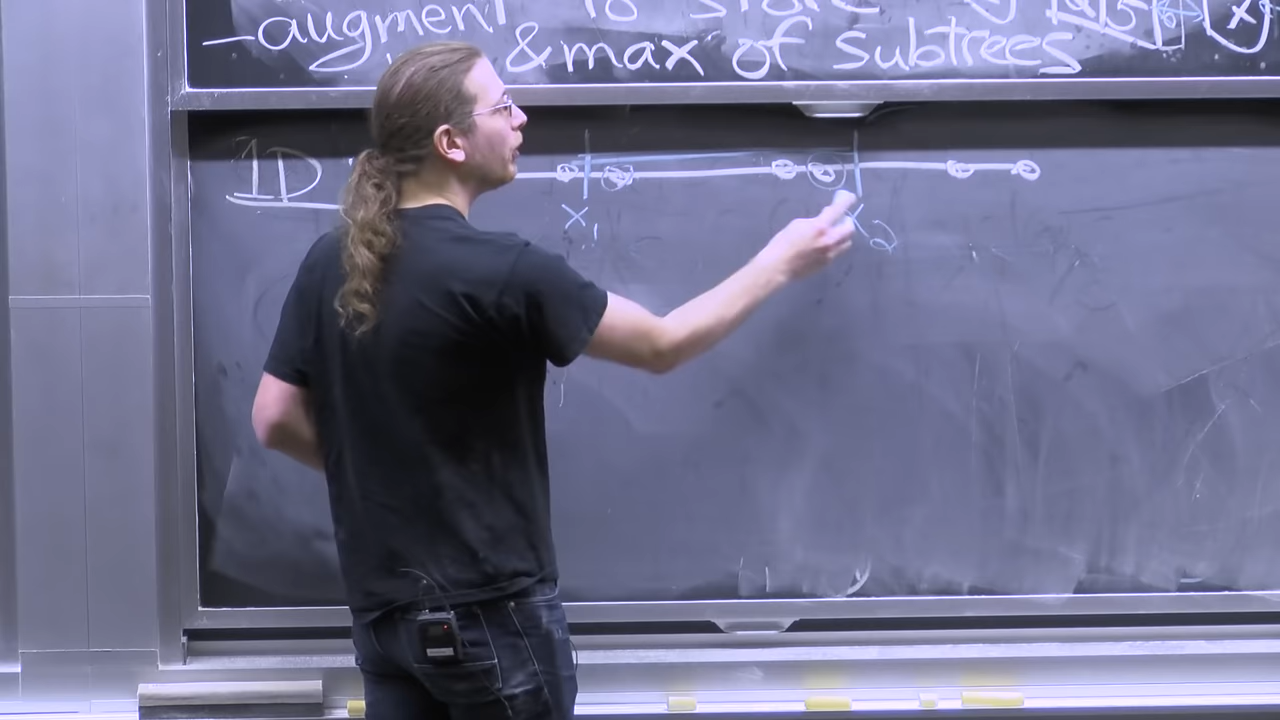 -augment to store
& max of subtrees
1D
x₁ x₂